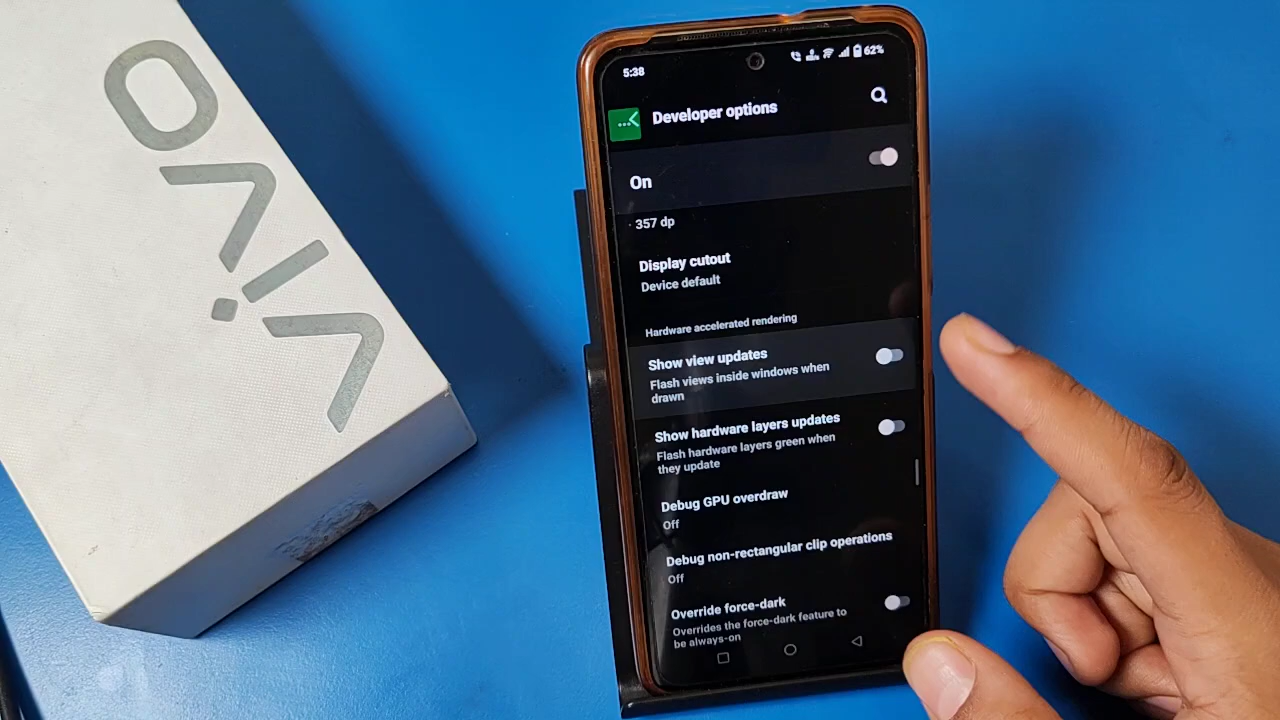 vivo
5:38
62%
Developer options
On
357 dp
Display cutout
Device default
Hardware accelerated rendering
Show view updates
Flash views inside windows when
drawn
Show hardware layers updates
Flash hardware layers green when
they update
Debug GPU overdraw
Off
Debug non-rectangular clip operations
Off
Override force-dark
Overrides the force-dark feature to
be always-on